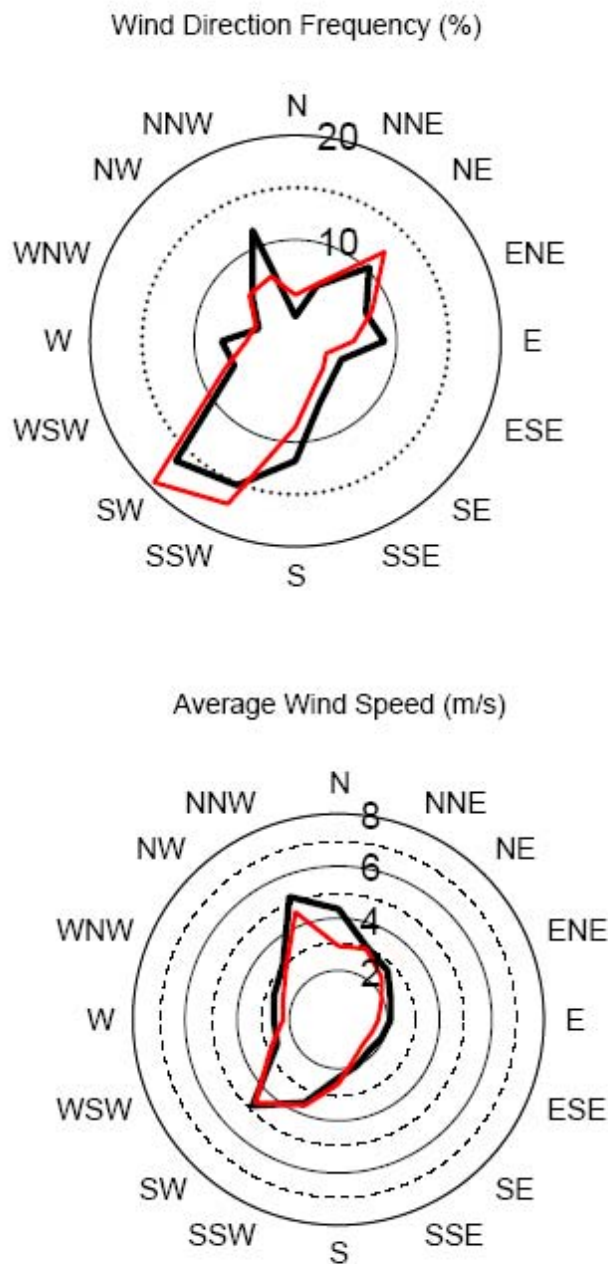 Wind Direction Frequency (%)
N
NNW
20
NNE
NW
NE
WNW
10
ENE
W
E
WSW
ESE
SW
SE
SSW
SSE
S
Average Wind Speed (m/s)
N
NNW
8
NNE
NW
NE
6
WNW
4
ENE
2
W
E
WSW
ESE
SW
SE
SSW
SSE
S